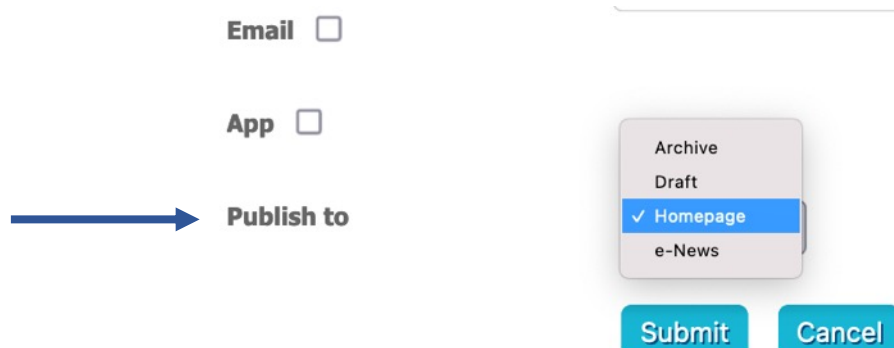 Email
App
Archive
Draft
Publish to
✓ Homepage
e-News
Submit
Cancel